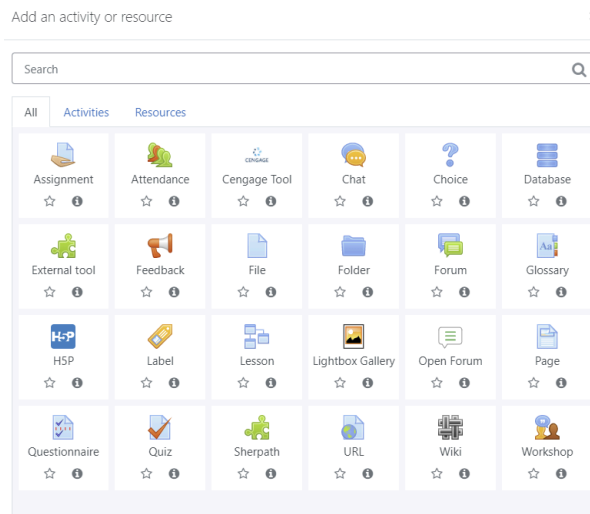 Add an activity or resource
Search
All Activities Resources
CENGAGE
Assignment Attendance Cengage Tool Chat Choice Database
Aa
External tool Feedback File Folder Forum Glossary
H5P
H5P Label Lesson Lightbox Gallery Open Forum Page
Questionnaire Quiz Sherpath URL Wiki Workshop